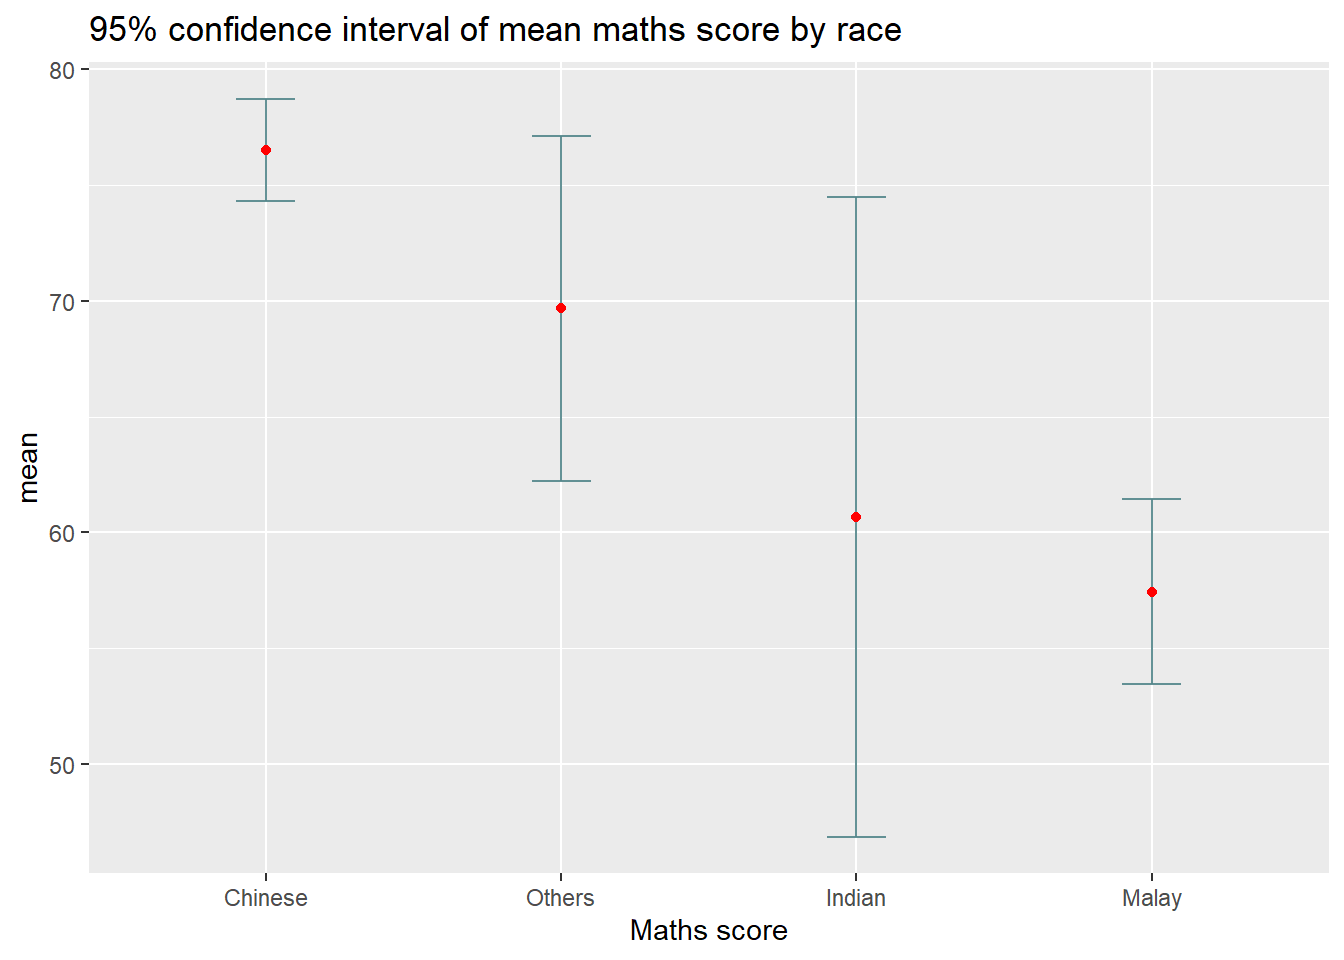 95% confidence interval of mean maths score by race
80
70
60
50
mean
Chinese Others Indian Malay
Maths score